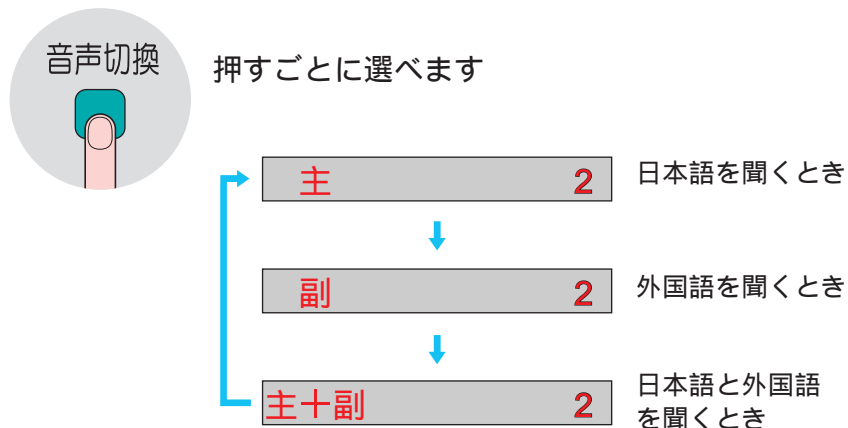 音声切換
押すごとに選べます
主 2
日本語を聞くとき
副 2
外国語を聞くとき
主＋副 2
日本語と外国語
を聞くとき